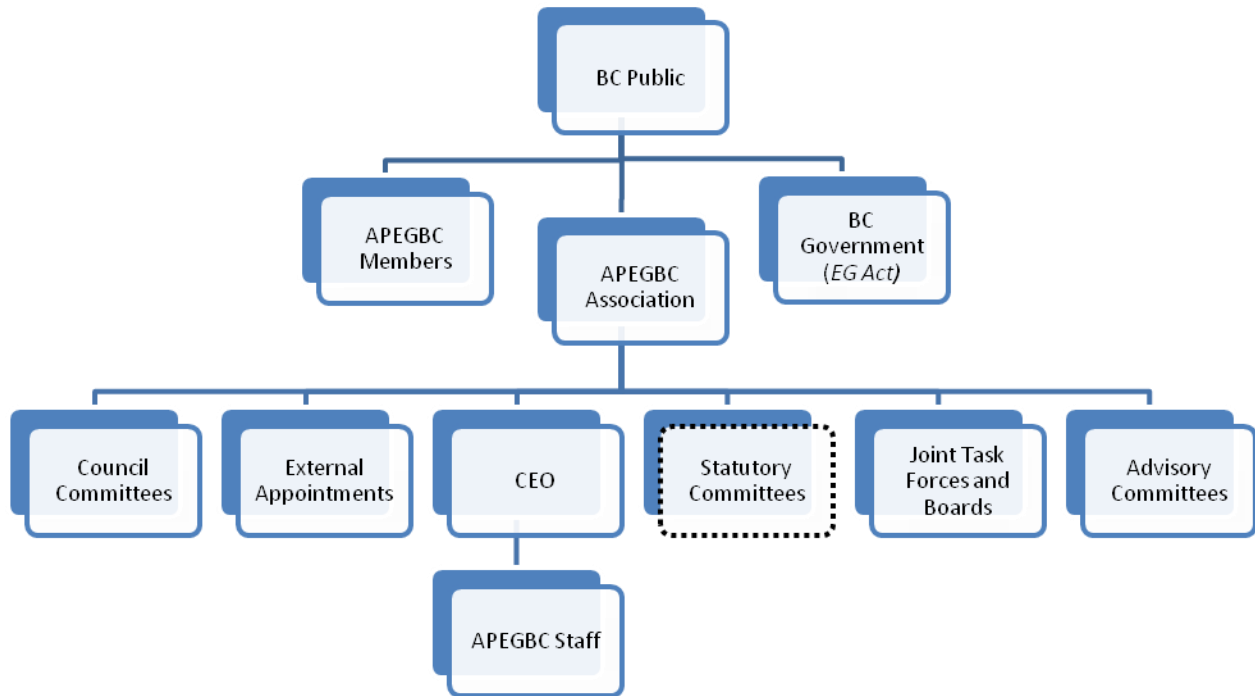 BC Public
APEGBC
Members
APEGBC
Association
BC
Government
(EG Act)
Council
Committees
External
Appointments
CEO
Statutory
Committees
Joint Task
Forces and
Boards
Advisory
Committees
APEGBC Staff